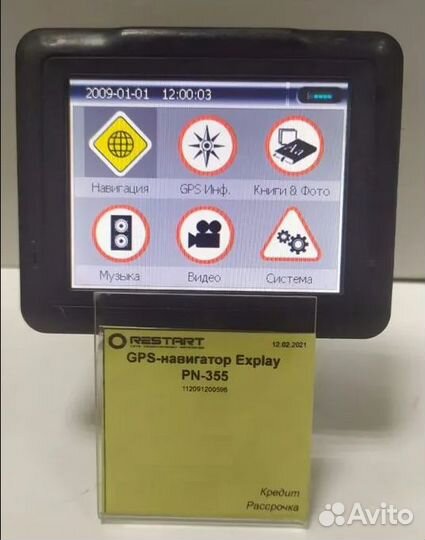 2009-01-01 12:00:03
Навигация GPS Инф. Книги & Фото
Музыка Видео Система
RESTART
12.02.2021
GPS-навигатор Explay
PN-355
112091200596
Кредит
Рассрочка
Avito